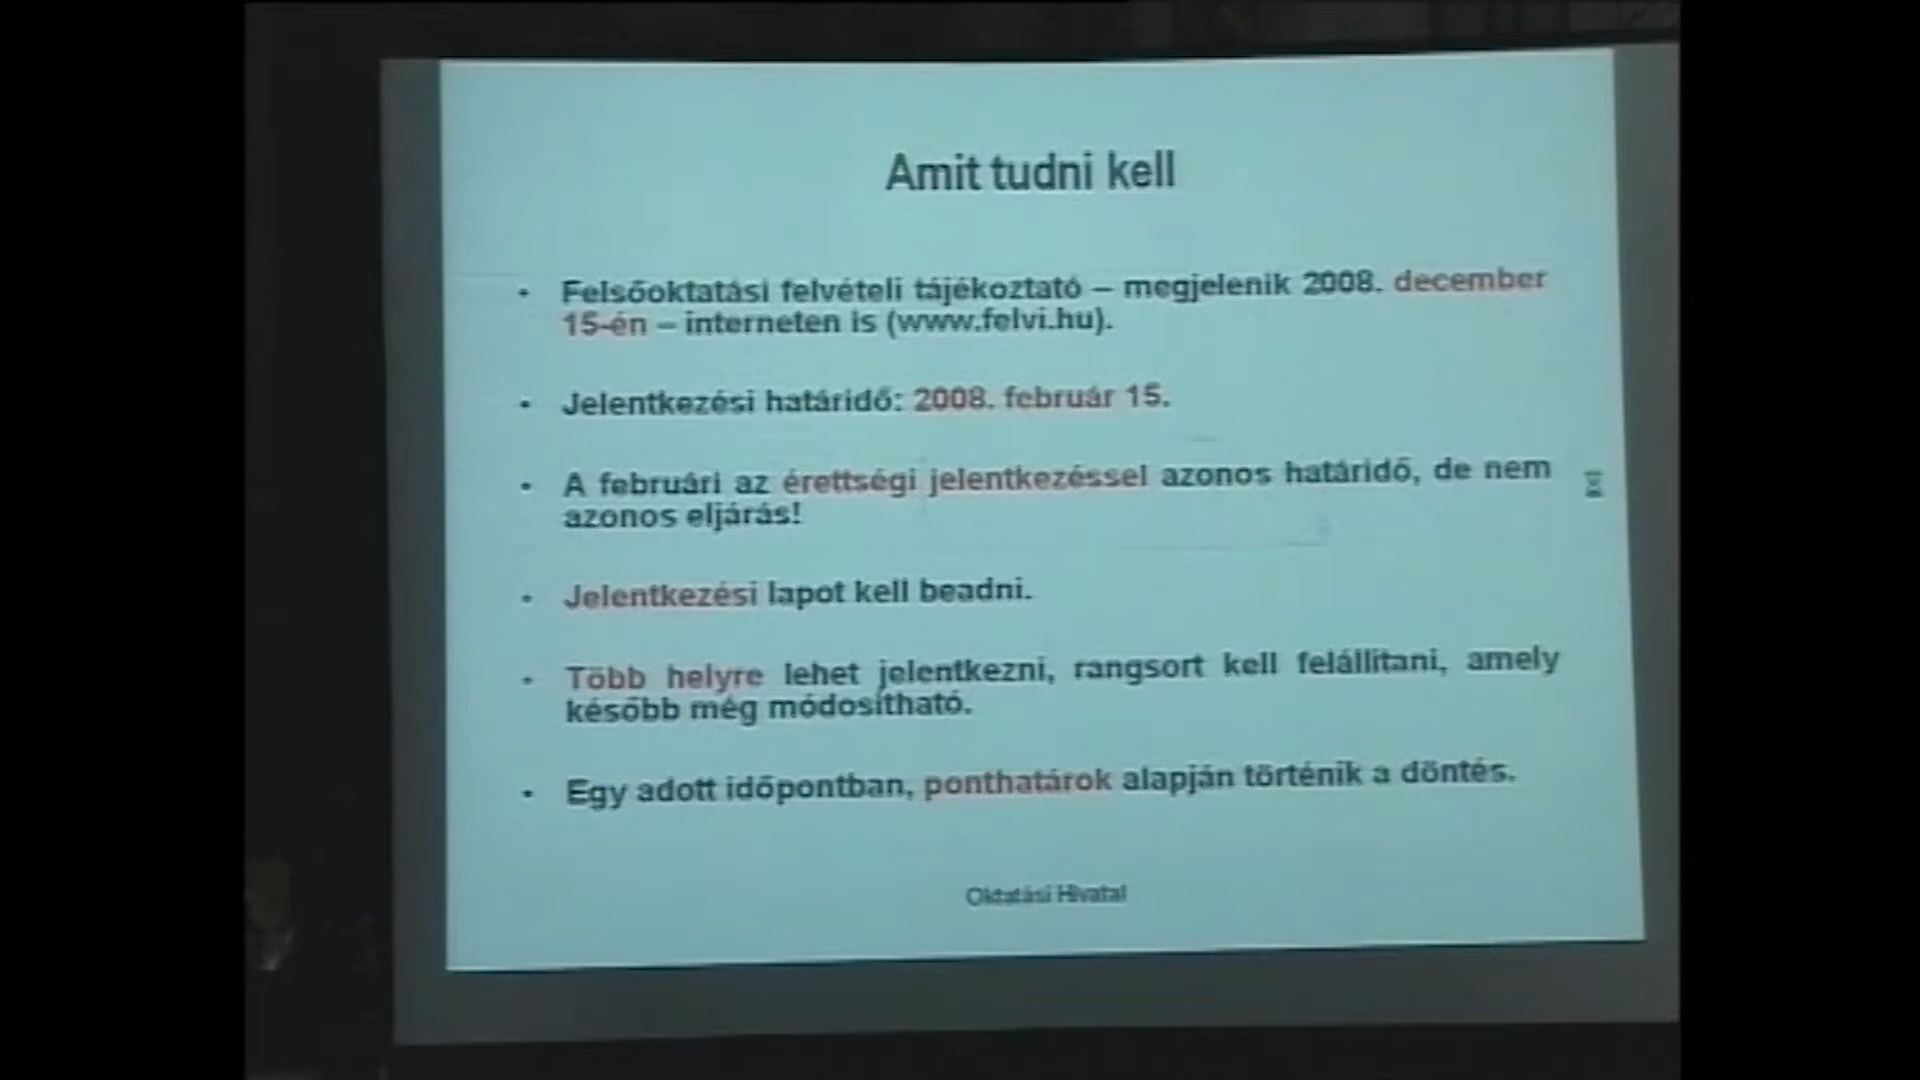 Amit tudni kell
• Felsőoktatási felvételi tájékoztató – megjelenik 2008. december
15-én – interneten is (www.felvi.hu).
• Jelentkezési határidő: 2008. február 15.
• A februári az érettségi jelentkezéssel azonos határidő, de nem
azonos eljárás!
• Jelentkezési lapot kell beadni.
• Több helyre lehet jelentkezni, rangsort kell felállítani, amely
később még módosítható.
• Egy adott időpontban, ponthatárok alapján történik a döntés.
Oktatási Hivatal